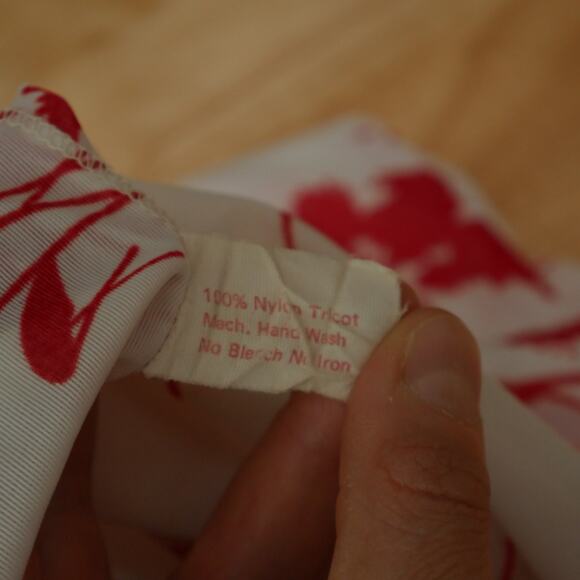 100% Nylon Tricot
Mach. Hand Wash
No Bleach No Iron